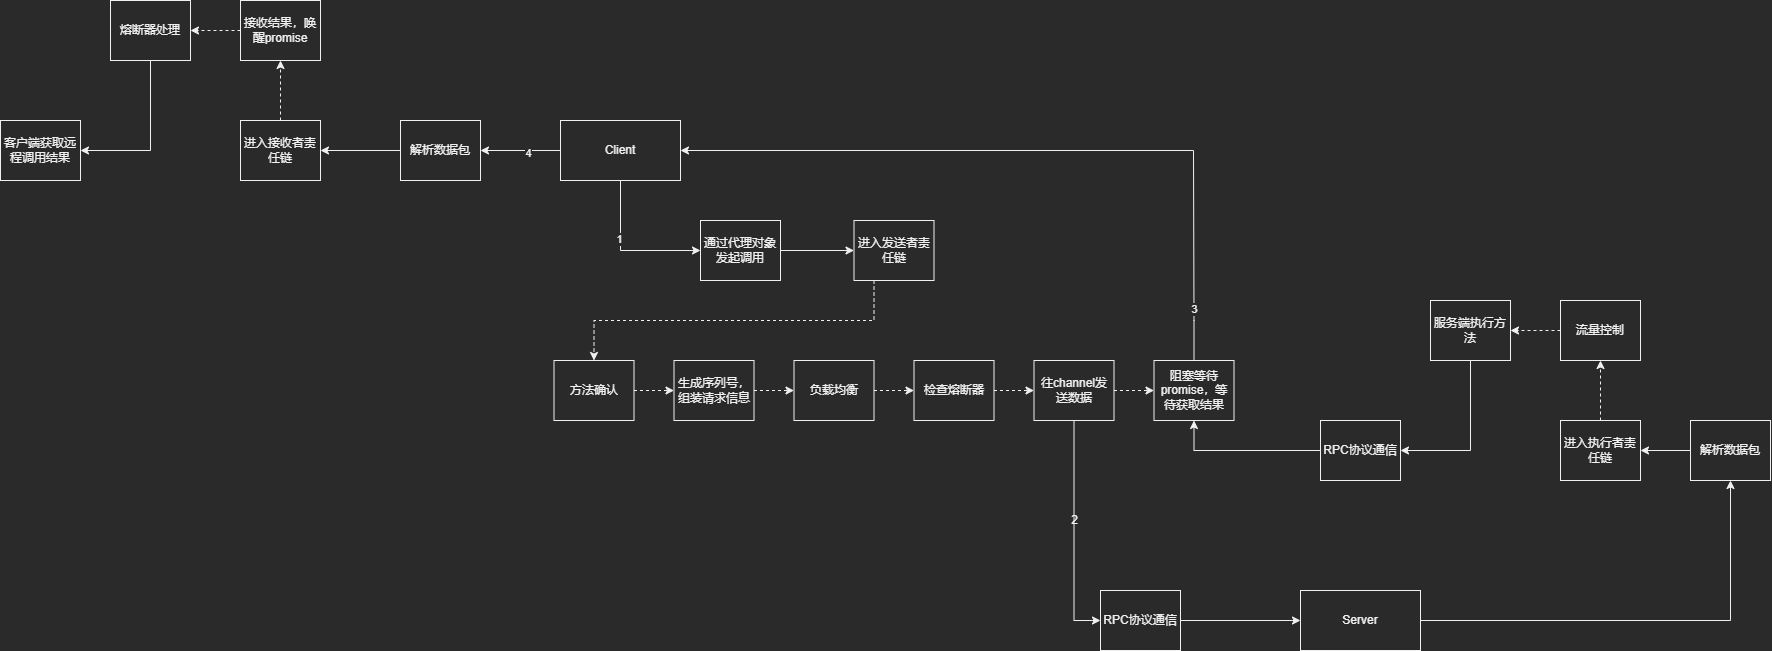 熔断器处理
接收结果，唤
醒promise
客户端获取远
程调用结果
进入接收者责
任链
解析数据包
4
Client
1
通过代理对象
发起调用
进入发送者责
任链
3
方法确认
生成序列号，
组装请求信息
负载均衡
检查熔断器
往channel发
送数据
阻塞等待
promise，等
待获取结果
服务端执行方
法
流量控制
RPC协议通信
进入执行者责
任链
解析数据包
2
RPC协议通信
Server